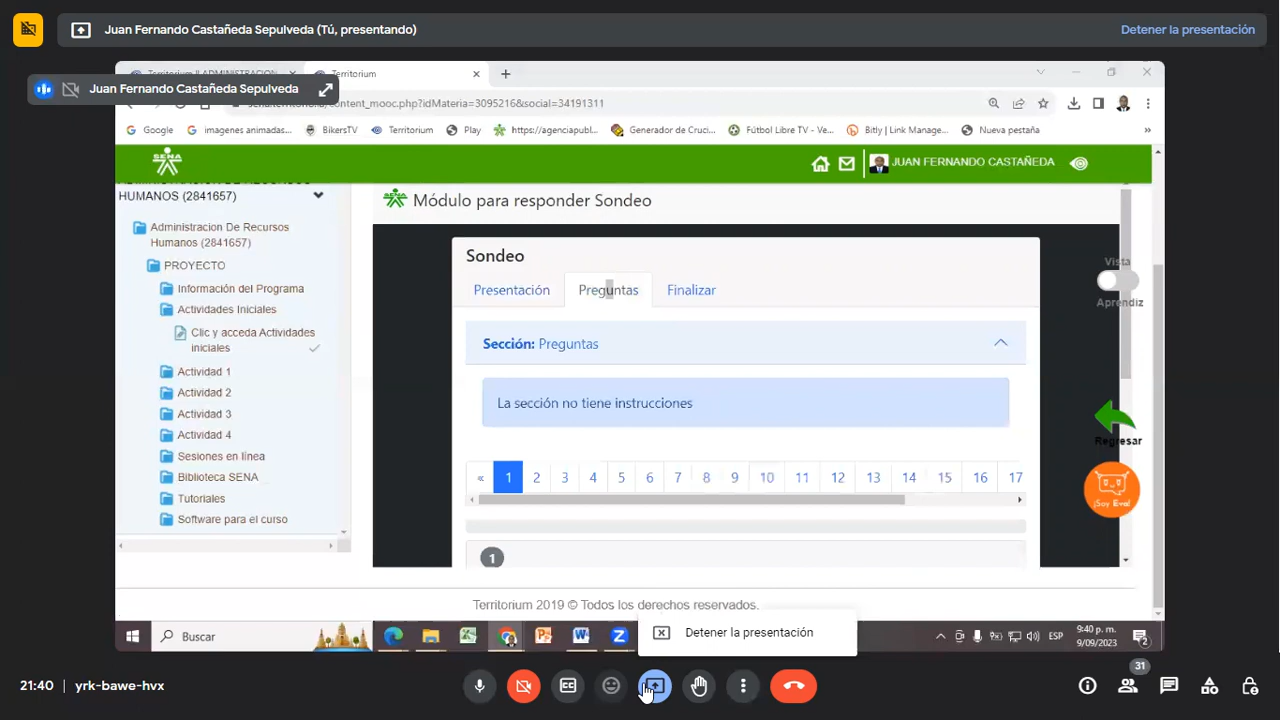 Juan Fernando Castañeda Sepulveda (Tú, presentando)
Detener la presentación
Juan Fernando Castañeda Sepulveda
Territorium
content_mooc.php?idMateria=3095216&social=34191311
Google
imagenes animadas...
BikersTV
Territorium
Play
https://agenciapubl...
Generador de Cruci...
Fútbol Libre TV - Ve...
Bitly | Link Manage...
Nueva pestaña
»
SENA
JUAN FERNANDO CASTAÑEDA
HUMANOS (2841657)
Administracion De Recursos
Humanos (2841657)
PROYECTO
Información del Programa
Actividades Iniciales
Clic y acceda Actividades
iniciales
Actividad 1
Actividad 2
Actividad 3
Actividad 4
Sesiones en línea
Biblioteca SENA
Tutoriales
Software para el curso
Módulo para responder Sondeo
Sondeo
Presentación
Preguntas
Finalizar
Sección: Preguntas
La sección no tiene instrucciones
« 1 2 3 4 5 6 7 8 9 10 11 12 13 14 15 16 17
1
Vista
Aprendiz
Regresar
¡Soy Eva!
Territorium 2019 © Todos los derechos reservados.
Detener la presentación
Buscar
ESP
9:40 p. m.
9/09/2023
2
21:40
yrk-bawe-hvx
31